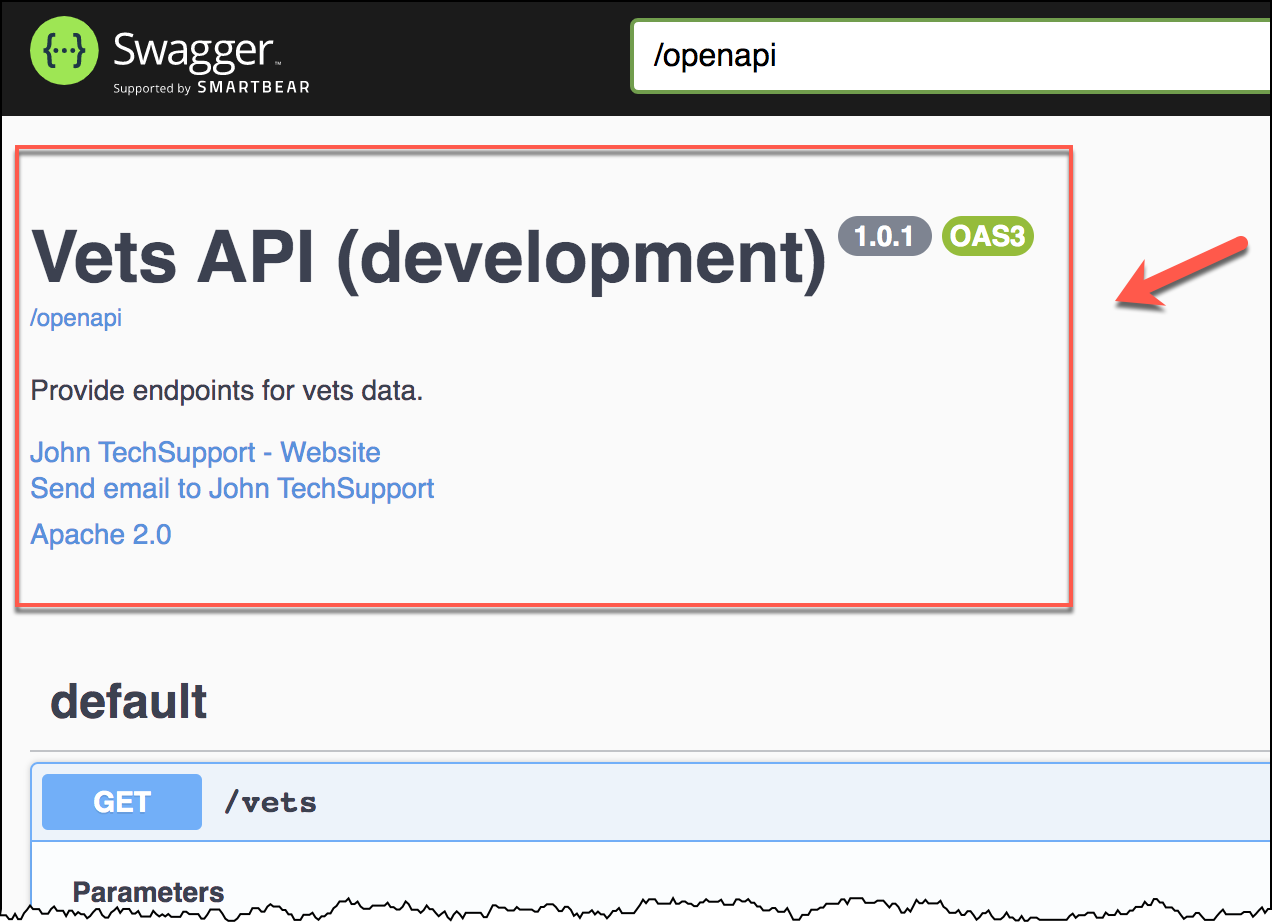 {...} Swagger™
Supported by SMARTBEAR
/openapi
Vets API (development) 1.0.1 OAS3
/openapi
Provide endpoints for vets data.
John TechSupport - Website
Send email to John TechSupport
Apache 2.0
default
GET /vets
Parameters